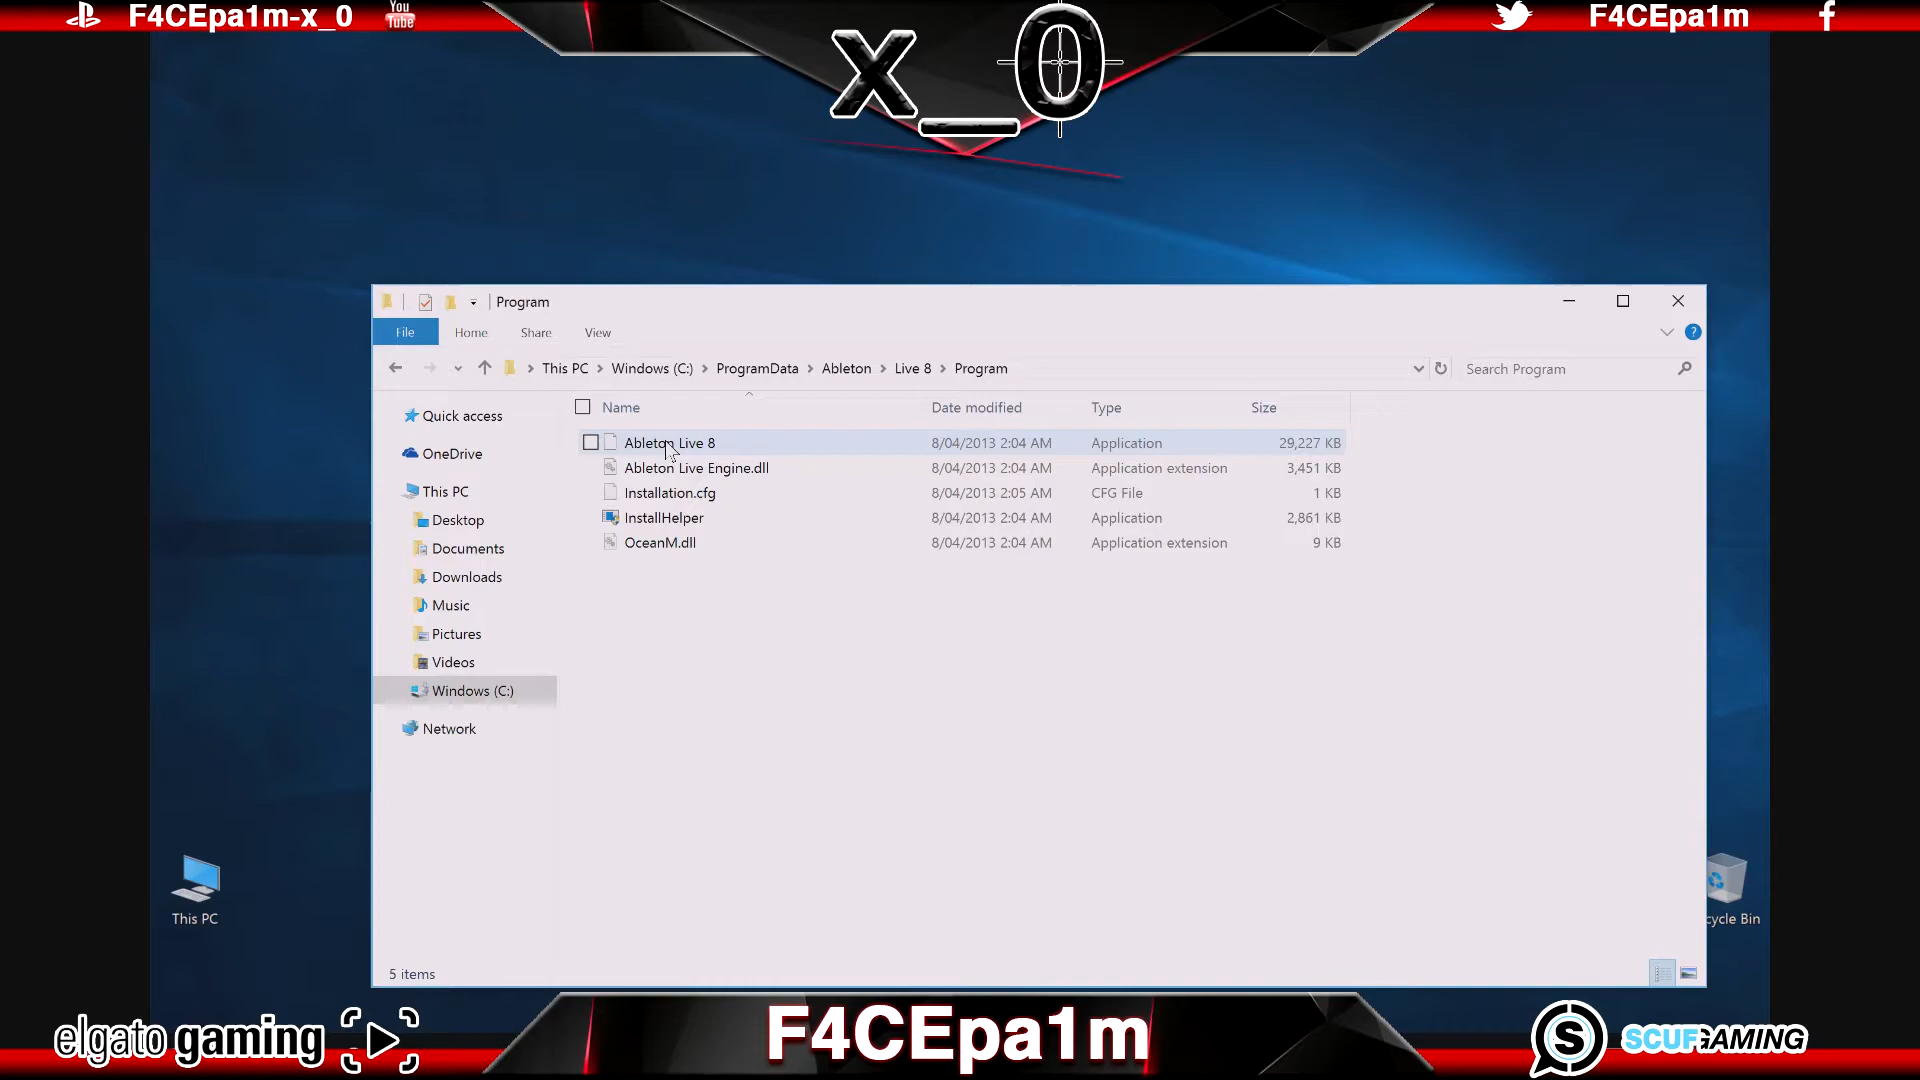 F4CEpa1m-x_0 You Tube F4CEpa1m
x_0
Program
File Home Share View
This PC Windows (C:) ProgramData Ableton Live 8 Program Search Program
Name Date modified Type Size
Ableton Live 8 8/04/2013 2:04 AM Application 29,227 KB
Ableton Live Engine.dll 8/04/2013 2:04 AM Application extension 3,451 KB
Installation.cfg 8/04/2013 2:05 AM CFG File 1 KB
InstallHelper 8/04/2013 2:04 AM Application 2,861 KB
OceanM.dll 8/04/2013 2:04 AM Application extension 9 KB
Quick access
OneDrive
This PC
Desktop
Documents
Downloads
Music
Pictures
Videos
Windows (C:)
Network
This PC
cycle Bin
5 items
elgato gaming F4CEpa1m S SCUFGAMING